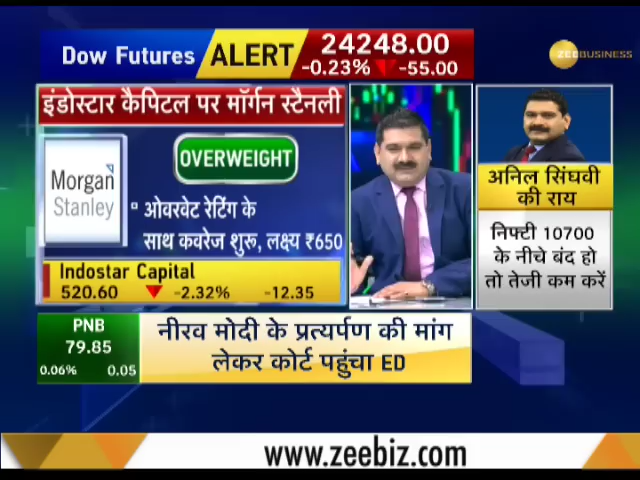 Dow Futures
ALERT
24248.00
-0.23% -55.00
ZEEBUSINESS
इंडोस्टार कैपिटल पर मॉर्गन स्टैनली
Morgan
Stanley
OVERWEIGHT
ओवरवेट रेटिंग के
साथ कवरेज शुरू, लक्ष्य ₹650
Indostar Capital
520.60 -2.32% -12.35
अनिल सिंघवी
की राय
निफ्टी 10700
के नीचे बंद हो
तो तेजी कम करें
PNB
79.85
0.06% 0.05
नीरव मोदी के प्रत्यर्पण की मांग
लेकर कोर्ट पहुंचा ED
www.zeebiz.com